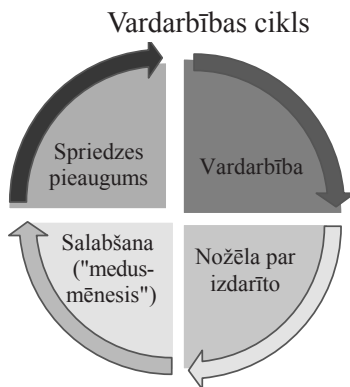 Vardarbības cikls
Spriedzes
pieaugums
Vardarbība
Salabšana
("medus-
mēnesis")
Nožēla par
izdarīto